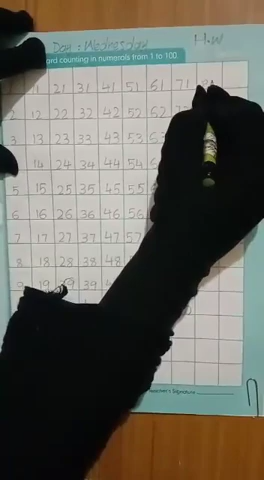 Day : Wednesday
H.W
ard counting in numerals from 1 to 100.
11 21 31 41 51 61 71
2 12 22 32 42 52 62
3 13 23 33 43 53
14 24 34 44 54
5 15 25 35 45 55
6 16 26 36 46 56
7 17 27 37 47 57
8 18 28 38 48
9 19 29 39